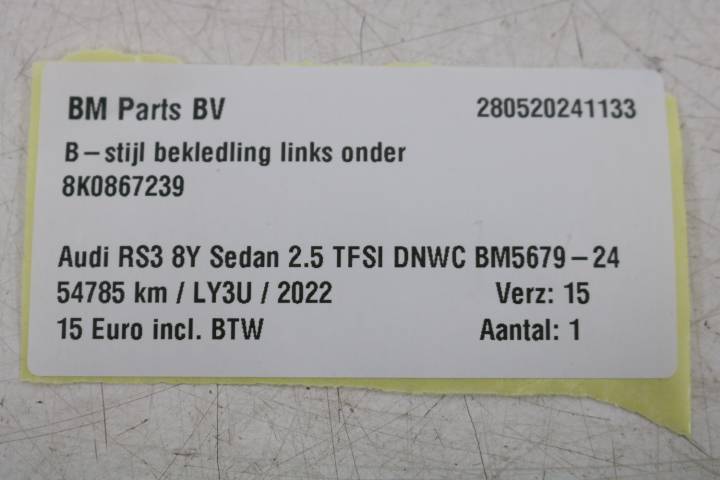 BM Parts BV 280520241133
B-stijl bekledling links onder
8K0867239
Audi RS3 8Y Sedan 2.5 TFSI DNWC BM5679-24
54785 km / LY3U / 2022 Verz: 15
15 Euro incl. BTW Aantal: 1